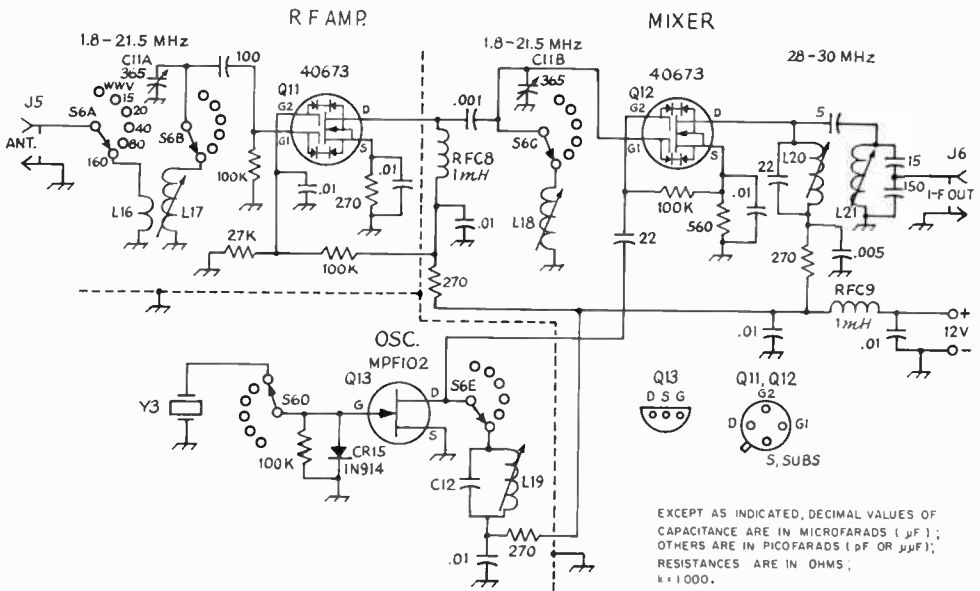 RF AMP.
MIXER
1.8-21.5 MHz
C11A
365
100
40673
Q11
J5
ANT.
S6A
WWV
15
20
40
80
160
S6B
G2
G1
D
S
100K
.01
270
.01
L16
L17
27K
100K
RFC8
1mH
.01
270
.001
1.8-21.5 MHz
C11B
365
S6C
L18
40673
Q12
G2
G1
D
S
100K
560
.01
22
28-30 MHz
5
22
L20
L21
15
150
J6
I-F OUT
270
.005
RFC9
1mH
.01
.01
+
12V
-
OSC.
MPF102
Q13
G
D
S
Y3
S6D
100K
CR15
1N914
S6E
C12
L19
.01
270
Q13
D S G
Q11, Q12
G2
D
G1
S, SUBS
EXCEPT AS INDICATED, DECIMAL VALUES OF
CAPACITANCE ARE IN MICROFARADS ( µF ) ;
OTHERS ARE IN PICOFARADS ( pF OR µµF);
RESISTANCES ARE IN OHMS;
k=1000.